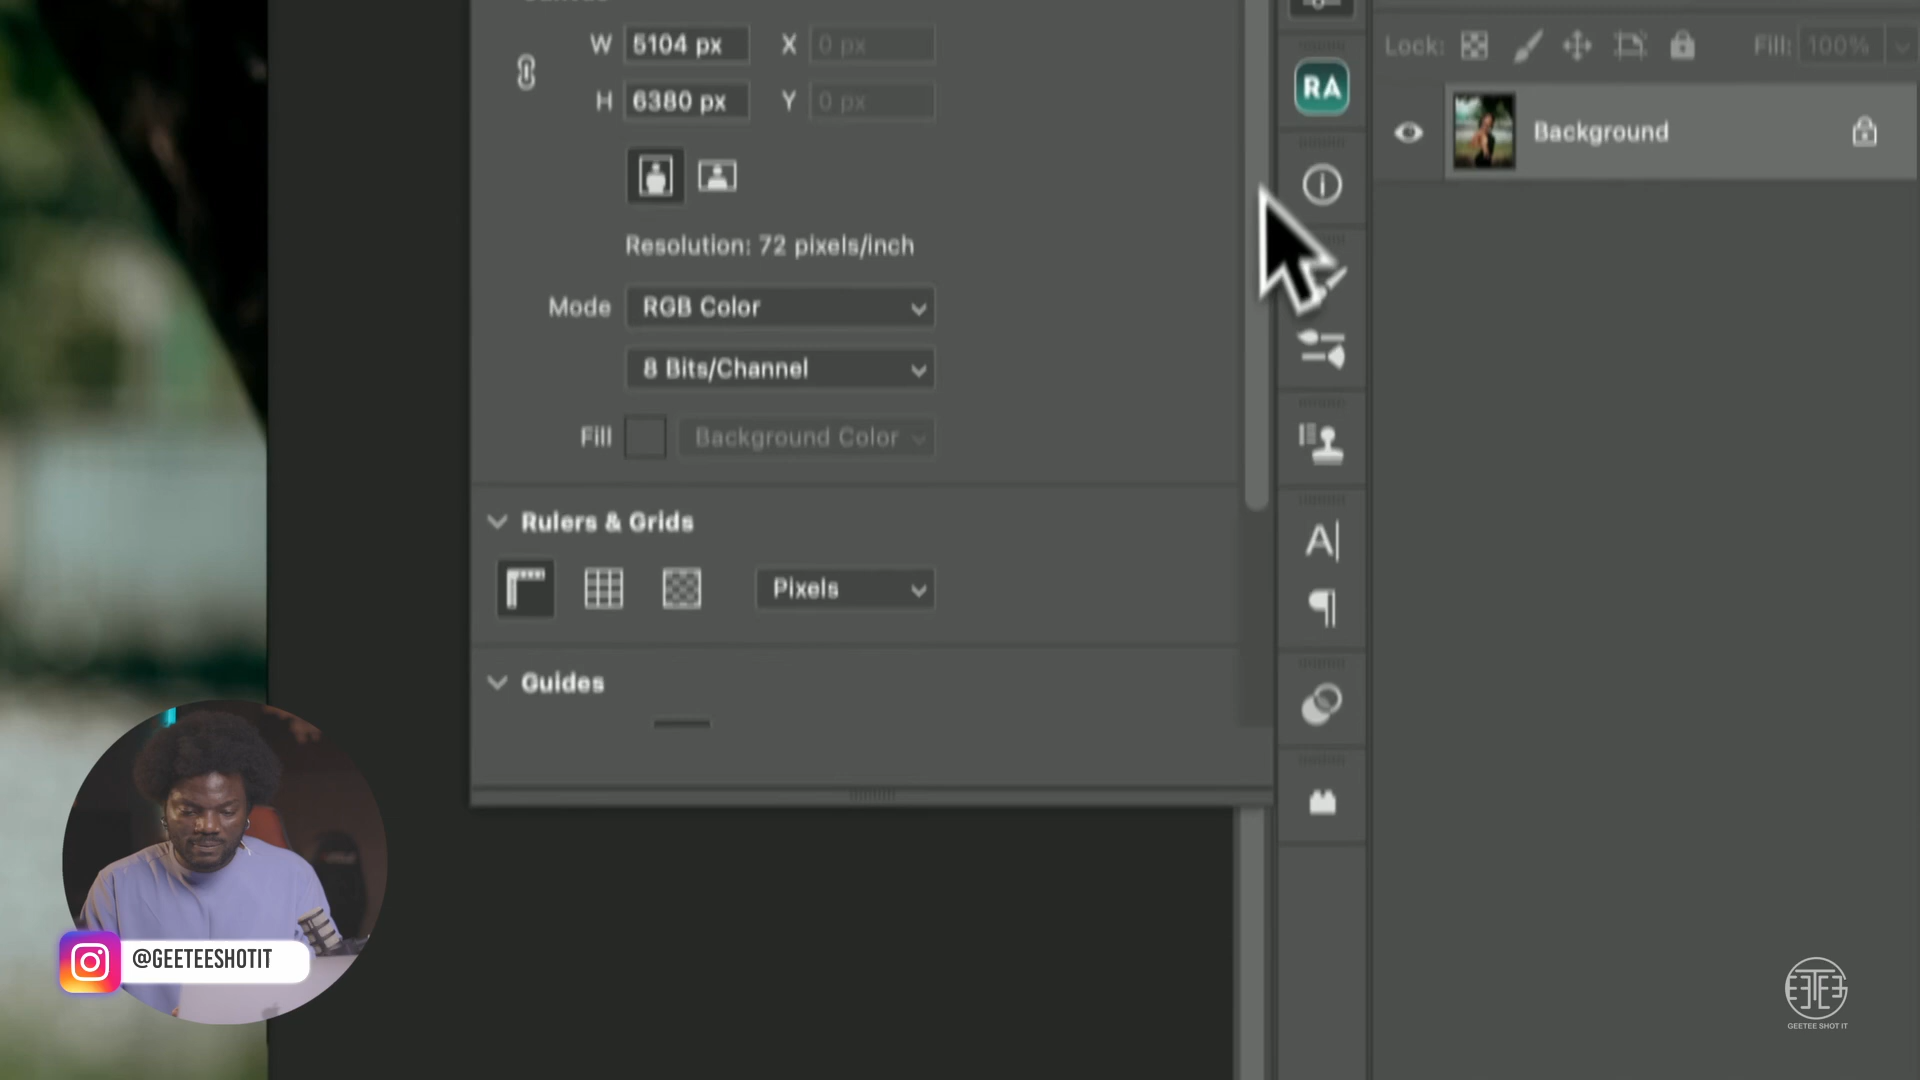 W 5104 px X 0 px
H 6380 px Y 0 px
Resolution: 72 pixels/inch
Mode RGB Color
8 Bits/Channel
Fill Background Color
Rulers & Grids
Pixels
Guides
RA
A
Lock: Fill: 100%
Background
@GEETEESHOTIT
GEETEE SHOT IT